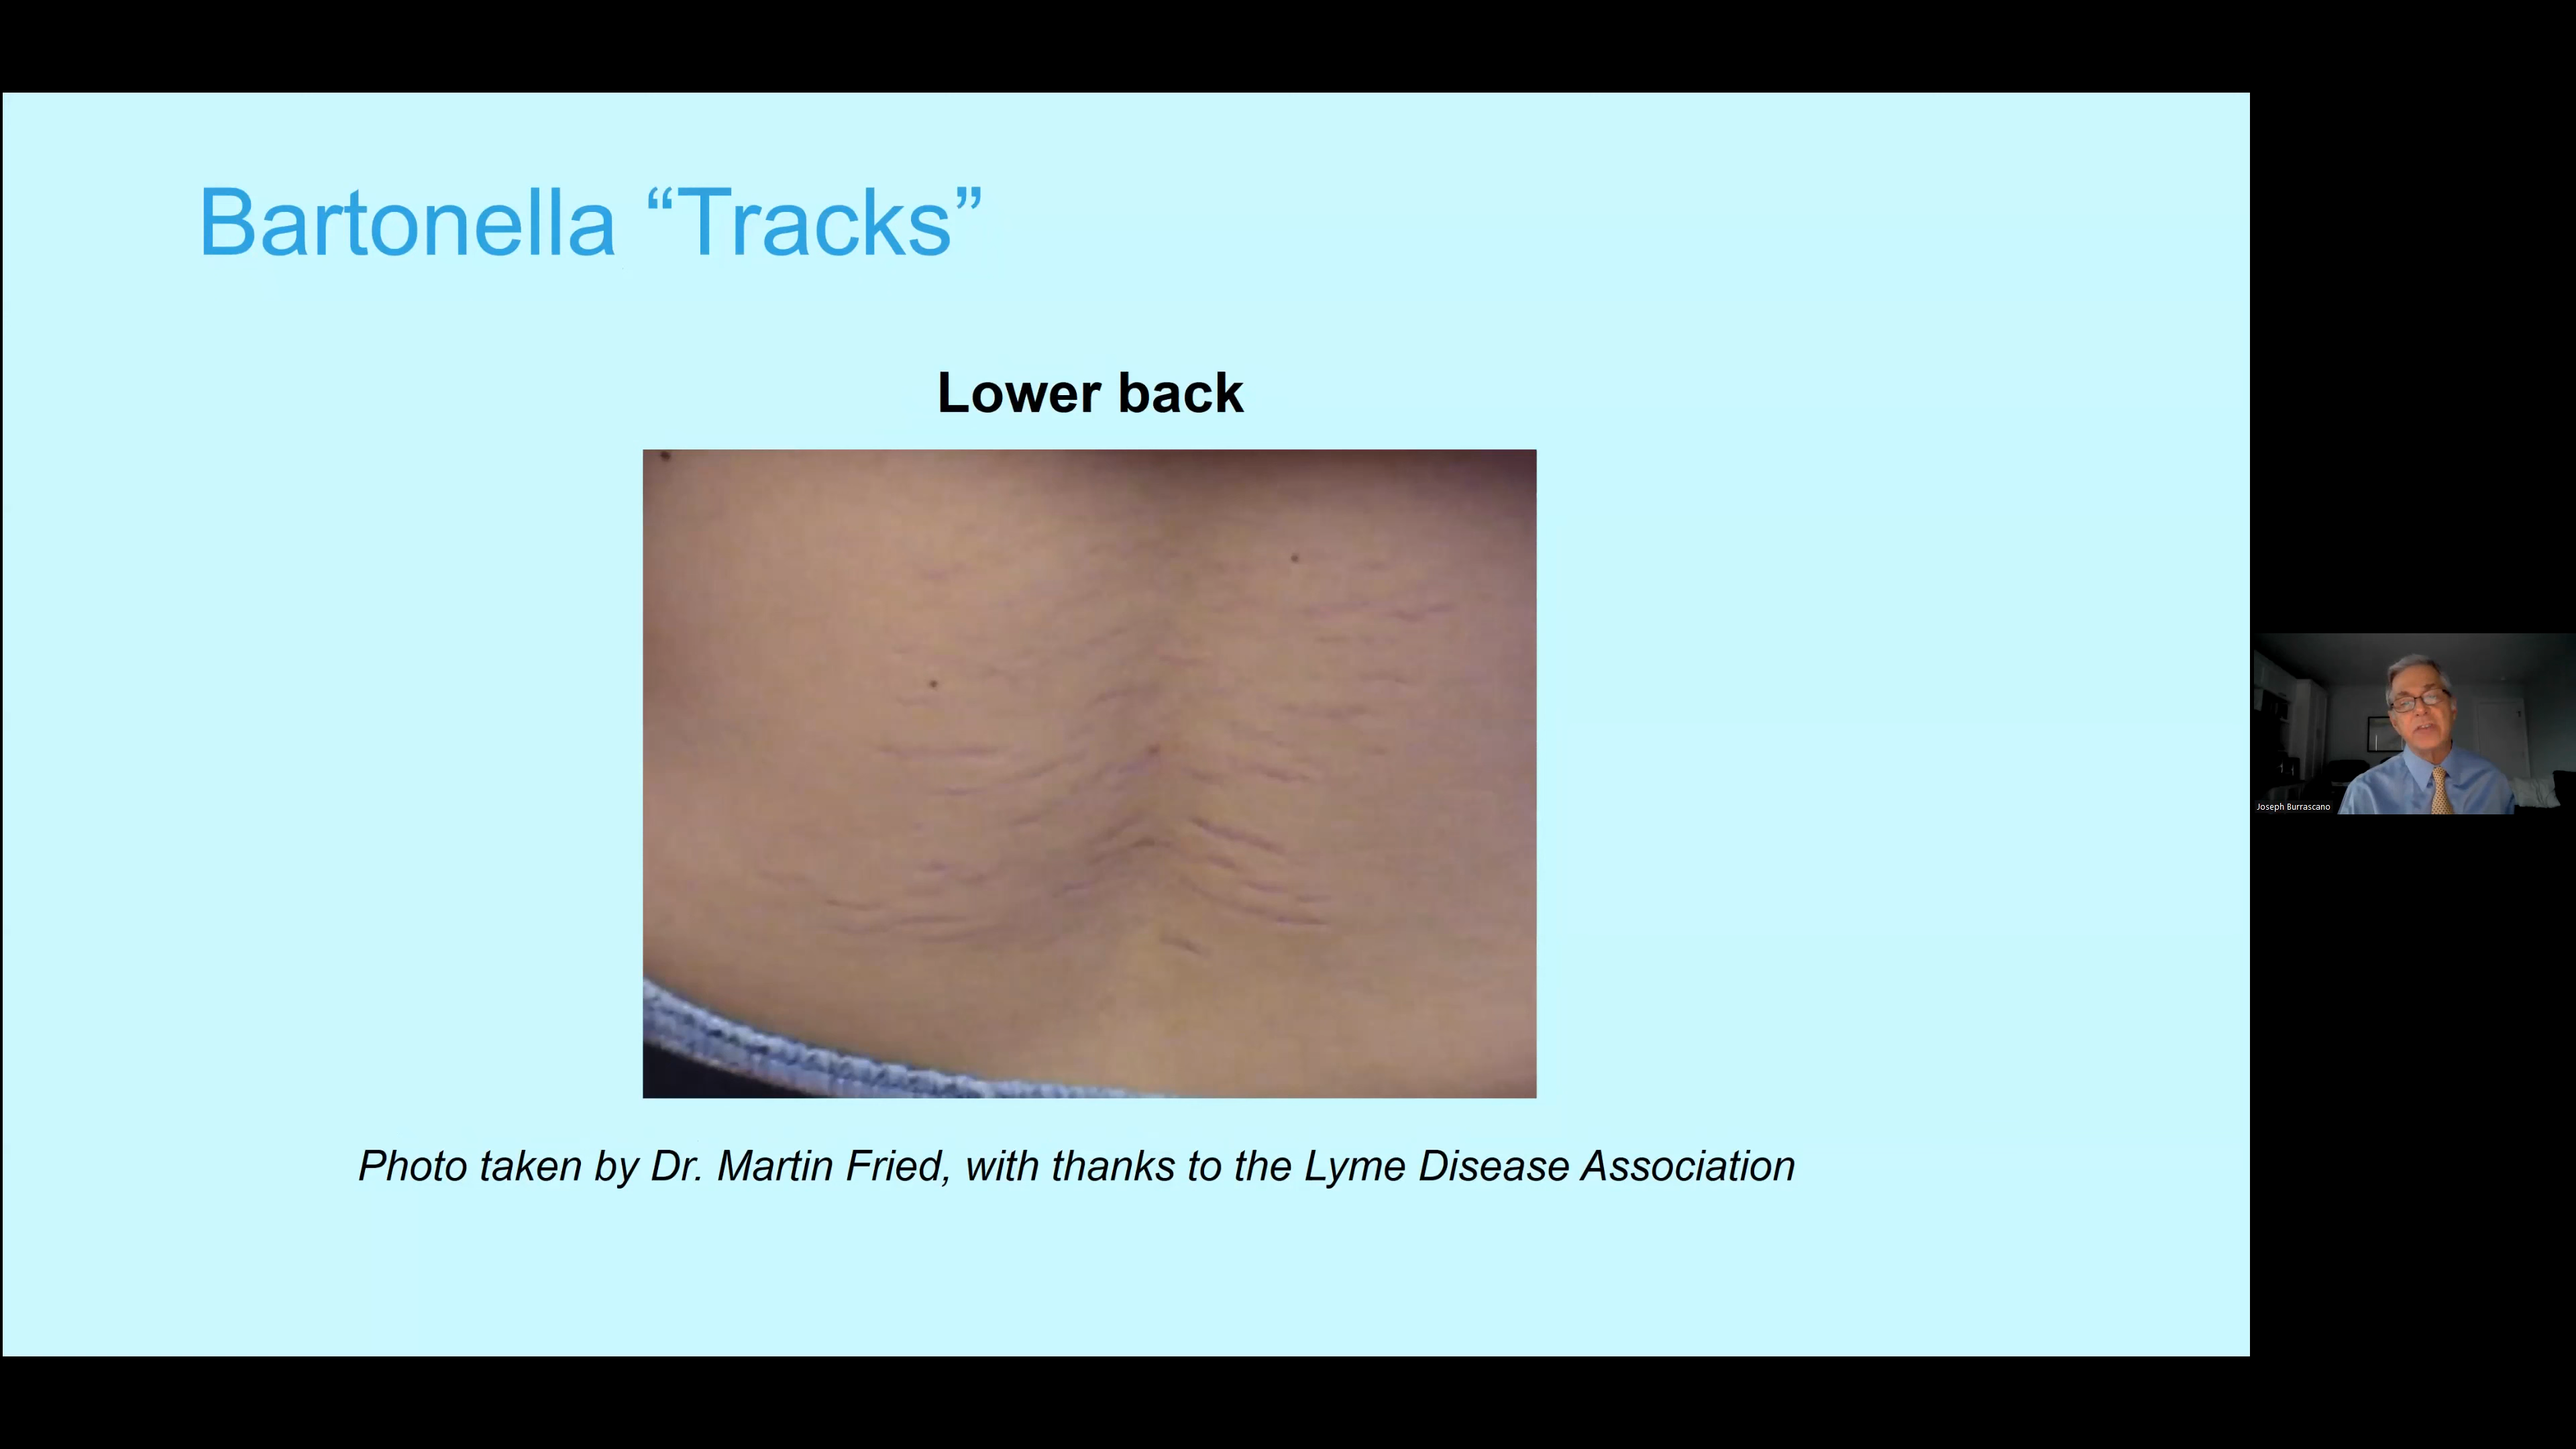 Bartonella “Tracks”
Lower back
Photo taken by Dr. Martin Fried, with thanks to the Lyme Disease Association
Joseph Burrascano